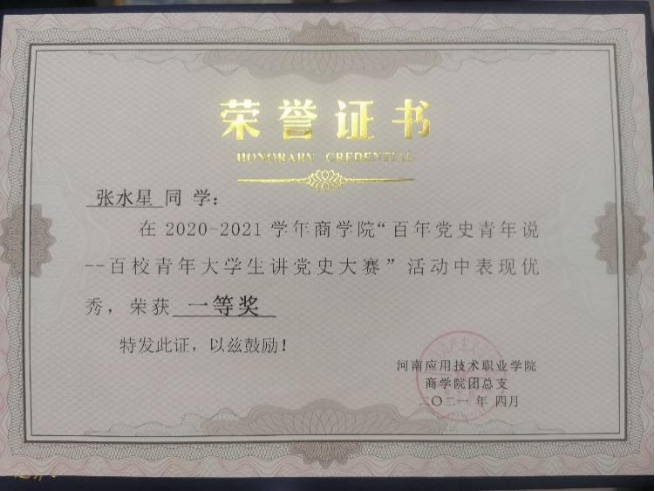 荣誉证书
HONORARY CREDENTIAL
张水星 同 学：
在 2020-2021 学年商学院“百年党史青年说
--百校青年大学生讲党史大赛”活动中表现优
秀，荣获 一等奖
特发此证，以兹鼓励！
河南应用技术职业学院
商学院团总支
二〇二一年 四月